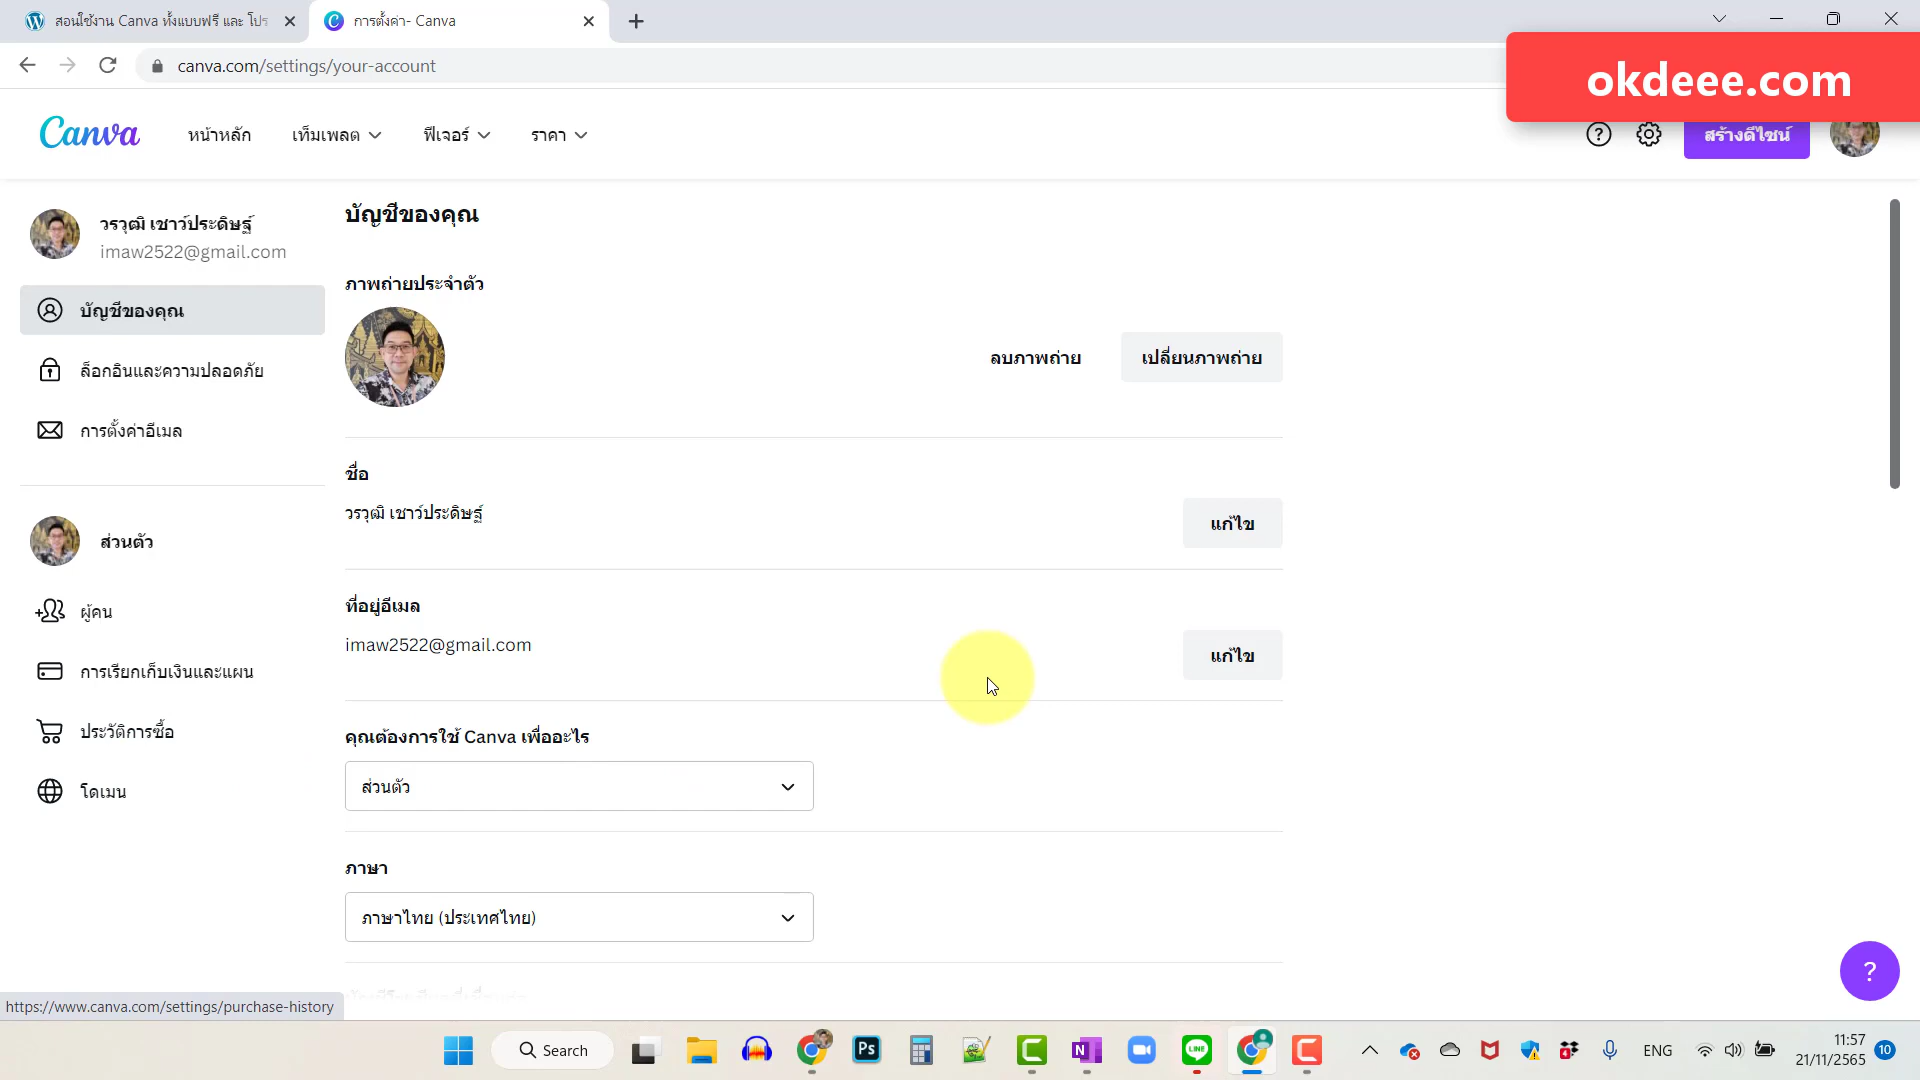 สอนใช้งาน Canva ทั้งแบบฟรี และ โปร
การตั้งค่า- Canva
canva.com/settings/your-account
okdeee.com
Canva
หน้าหลัก
เท็มเพลต
ฟีเจอร์
ราคา
สร้างดีไซน์
วรวุฒิ เชาว์ประดิษฐ์
imaw2522@gmail.com
บัญชีของคุณ
ล็อกอินและความปลอดภัย
การตั้งค่าอีเมล
ส่วนตัว
ผู้คน
การเรียกเก็บเงินและแผน
ประวัติการซื้อ
โดเมน
บัญชีของคุณ
ภาพถ่ายประจำตัว
ลบภาพถ่าย
เปลี่ยนภาพถ่าย
ชื่อ
วรวุฒิ เชาว์ประดิษฐ์
แก้ไข
ที่อยู่อีเมล
imaw2522@gmail.com
แก้ไข
คุณต้องการใช้ Canva เพื่ออะไร
ส่วนตัว
ภาษา
ภาษาไทย (ประเทศไทย)
?
https://www.canva.com/settings/purchase-history
Search
Ps
LINE
ENG
11:57
21/11/2565
10